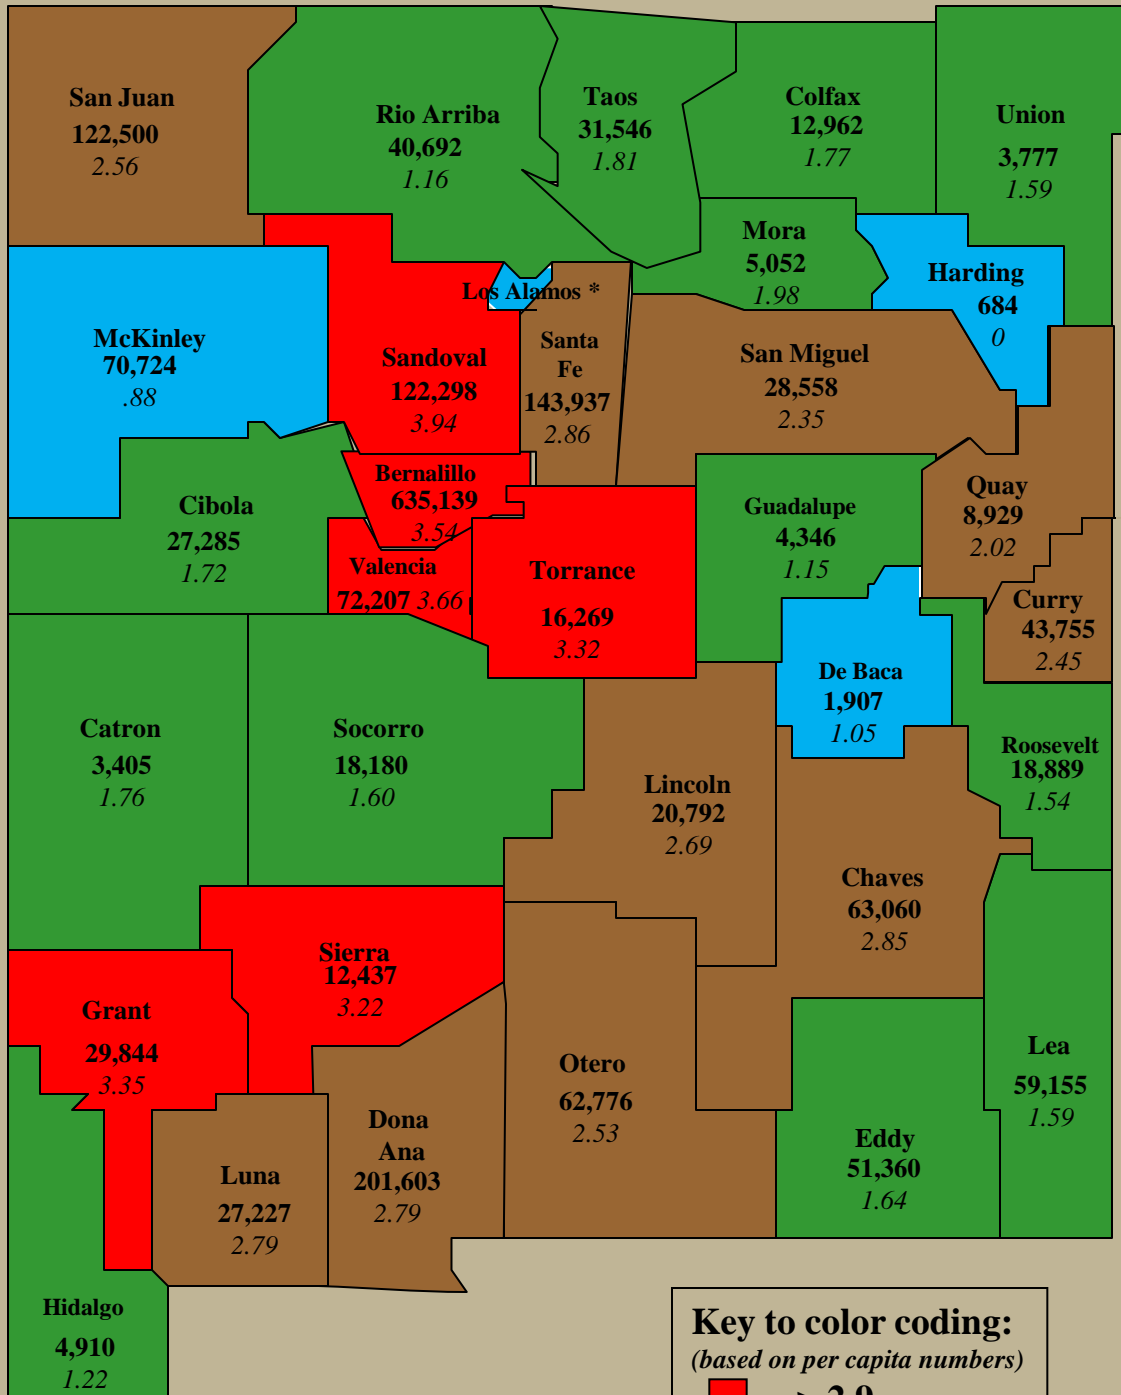 San Juan
122,500
2.56
Rio Arriba
40,692
1.16
Taos
31,546
1.81
Colfax
12,962
1.77
Union
3,777
1.59
Mora
5,052
1.98
Harding
684
0
Los Alamos *
McKinley
70,724
.88
Sandoval
122,298
3.94
Santa
Fe
143,937
2.86
San Miguel
28,558
2.35
Bernalillo
635,139
3.54
Cibola
27,285
1.72
Guadalupe
4,346
1.15
Quay
8,929
2.02
Valencia
72,207 3.66
Torrance
16,269
3.32
Curry
43,755
2.45
De Baca
1,907
1.05
Catron
3,405
1.76
Socorro
18,180
1.60
Lincoln
20,792
2.69
Roosevelt
18,889
1.54
Chaves
63,060
2.85
Sierra
12,437
3.22
Grant
29,844
3.35
Otero
62,776
2.53
Lea
59,155
1.59
Dona
Ana
201,603
2.79
Eddy
51,360
1.64
Luna
27,227
2.79
Hidalgo
4,910
1.22
Key to color coding:
(based on per capita numbers)
> 2.9